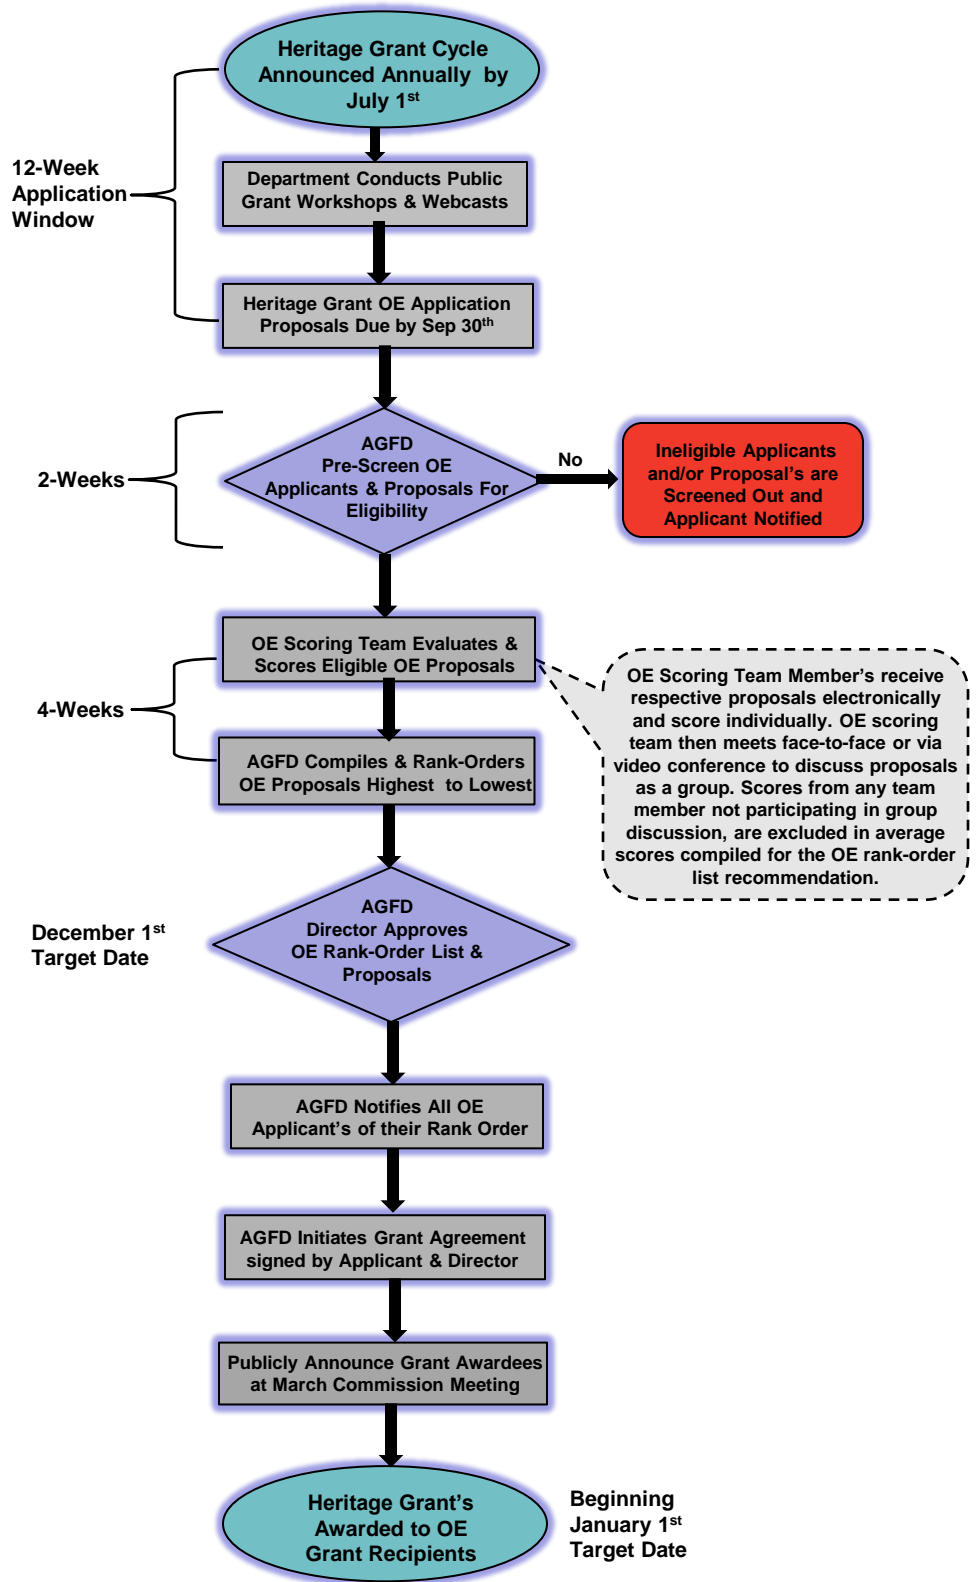 Heritage Grant Cycle
Announced Annually by
July 1st
12-Week
Application
Window
Department Conducts Public
Grant Workshops & Webcasts
Heritage Grant OE Application
Proposals Due by Sep 30th
2-Weeks
AGFD
Pre-Screen OE
Applicants & Proposals For
Eligibility
No
Ineligible Applicants
and/or Proposal's are
Screened Out and
Applicant Notified
4-Weeks
OE Scoring Team Evaluates &
Scores Eligible OE Proposals
OE Scoring Team Member's receive
respective proposals electronically
and score individually. OE scoring
team then meets face-to-face or via
video conference to discuss proposals
as a group. Scores from any team
member not participating in group
discussion, are excluded in average
scores compiled for the OE rank-order
list recommendation.
AGFD Compiles & Rank-Orders
OE Proposals Highest to Lowest
December 1st
Target Date
AGFD
Director Approves
OE Rank-Order List &
Proposals
AGFD Notifies All OE
Applicant's of their Rank Order
AGFD Initiates Grant Agreement
signed by Applicant & Director
Publicly Announce Grant Awardees
at March Commission Meeting
Heritage Grant's
Awarded to OE
Grant Recipients
Beginning
January 1st
Target Date